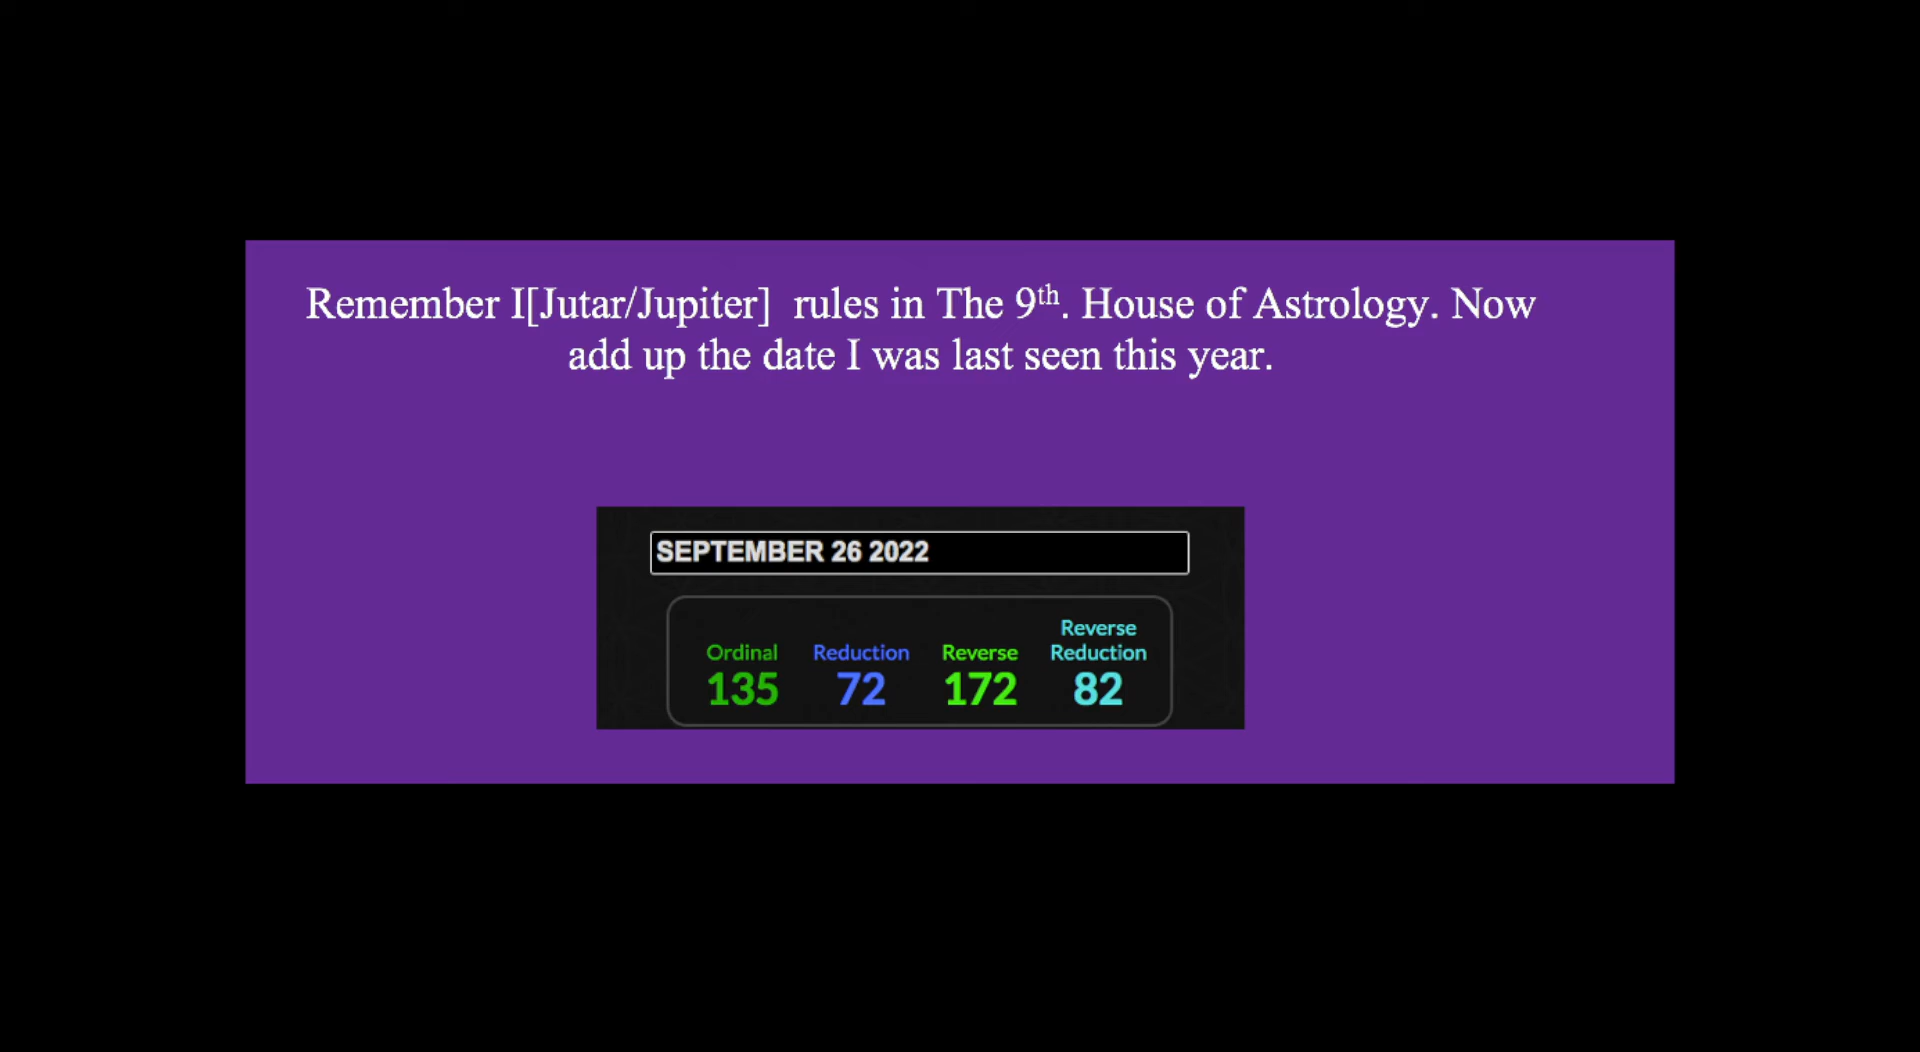 Remember I[Jutar/Jupiter]  rules in The 9th. House of Astrology. Now
add up the date I was last seen this year.
SEPTEMBER 26 2022
Ordinal Reduction Reverse Reverse Reduction
135 72 172 82